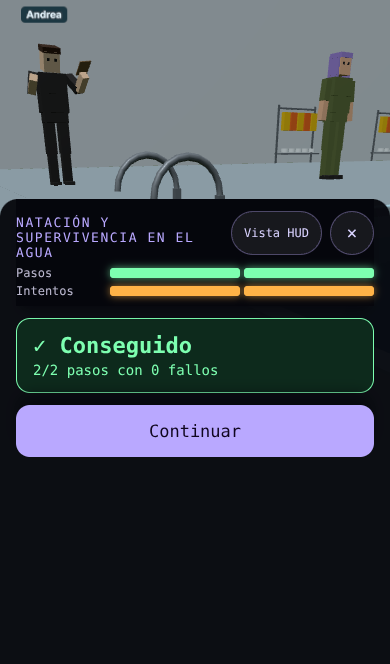 Andrea
NATACIÓN Y
SUPERVIVENCIA EN EL
AGUA
Vista HUD
×
Pasos
Intentos
✓ Conseguido
2/2 pasos con 0 fallos
Continuar